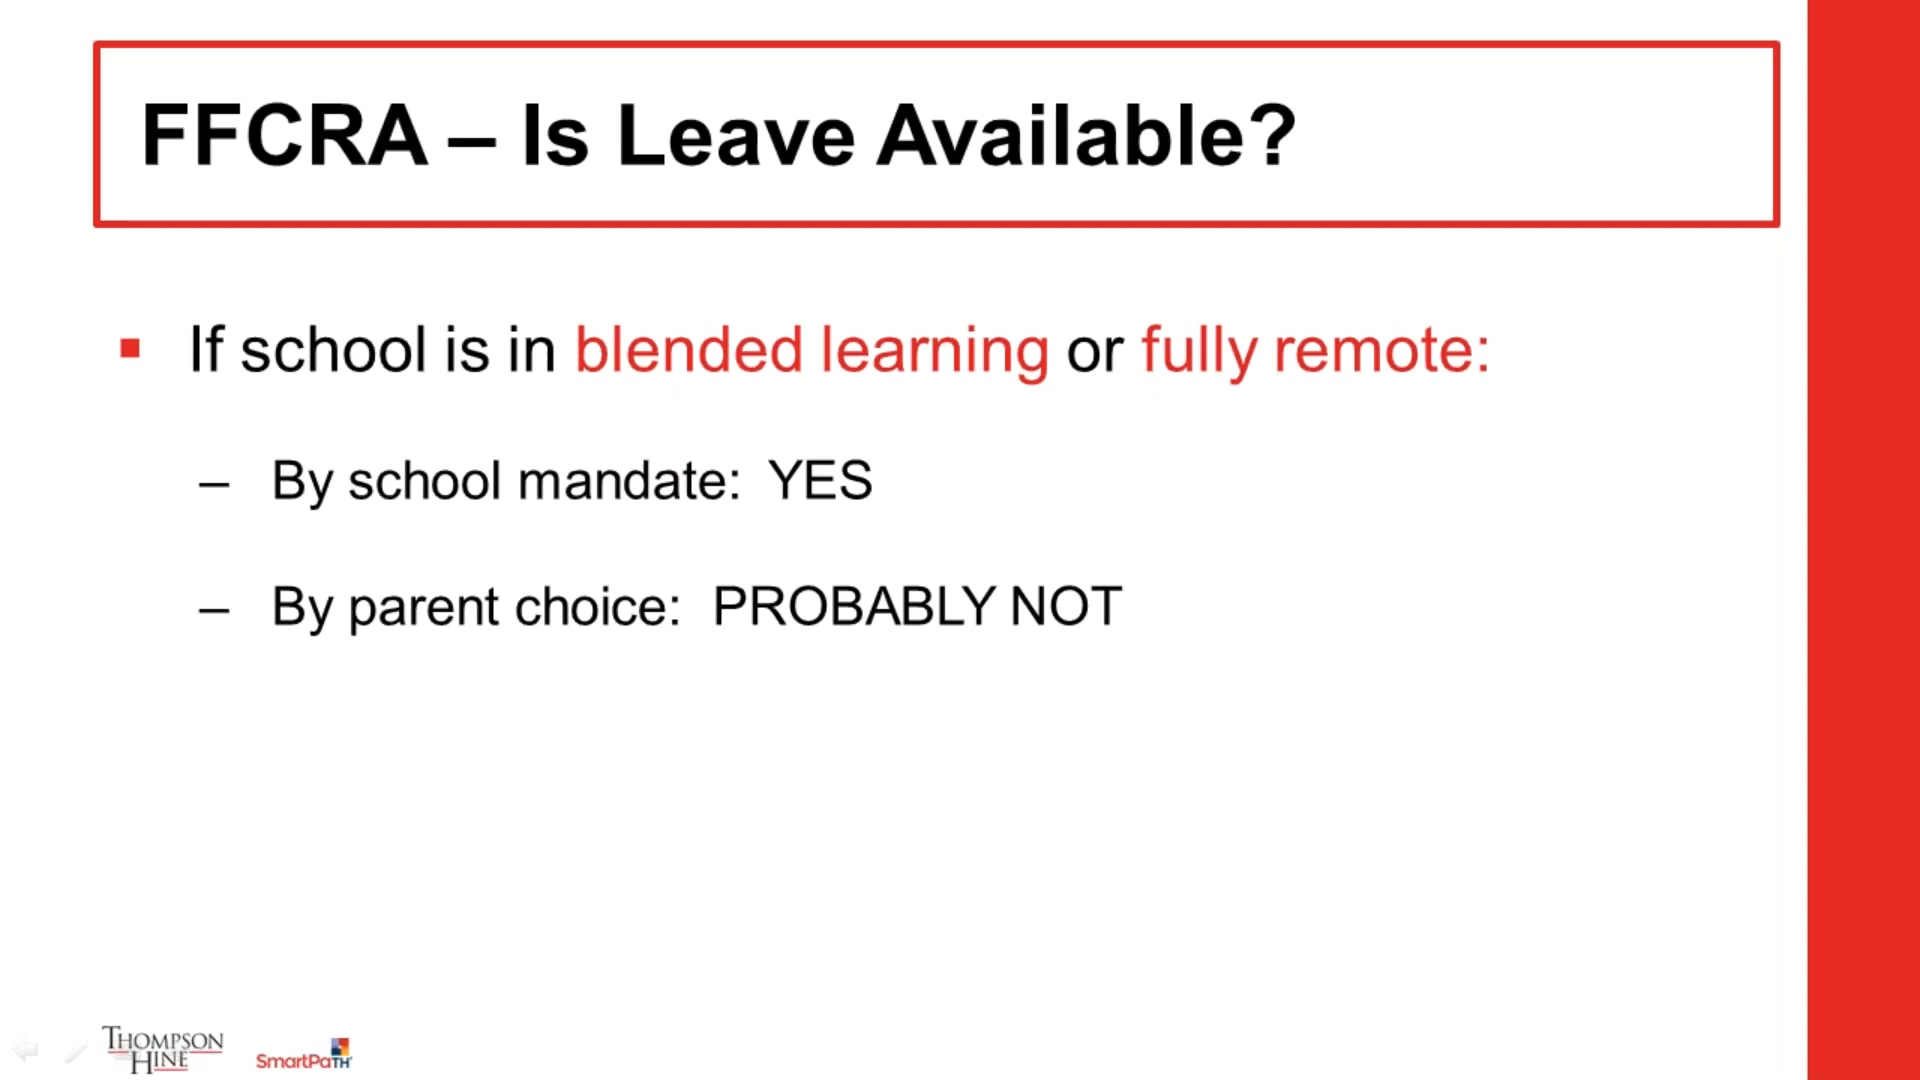 FFCRA – Is Leave Available?
▪ If school is in blended learning or fully remote:
– By school mandate:  YES
– By parent choice:  PROBABLY NOT
THOMPSON
HINE
SmartPaTH